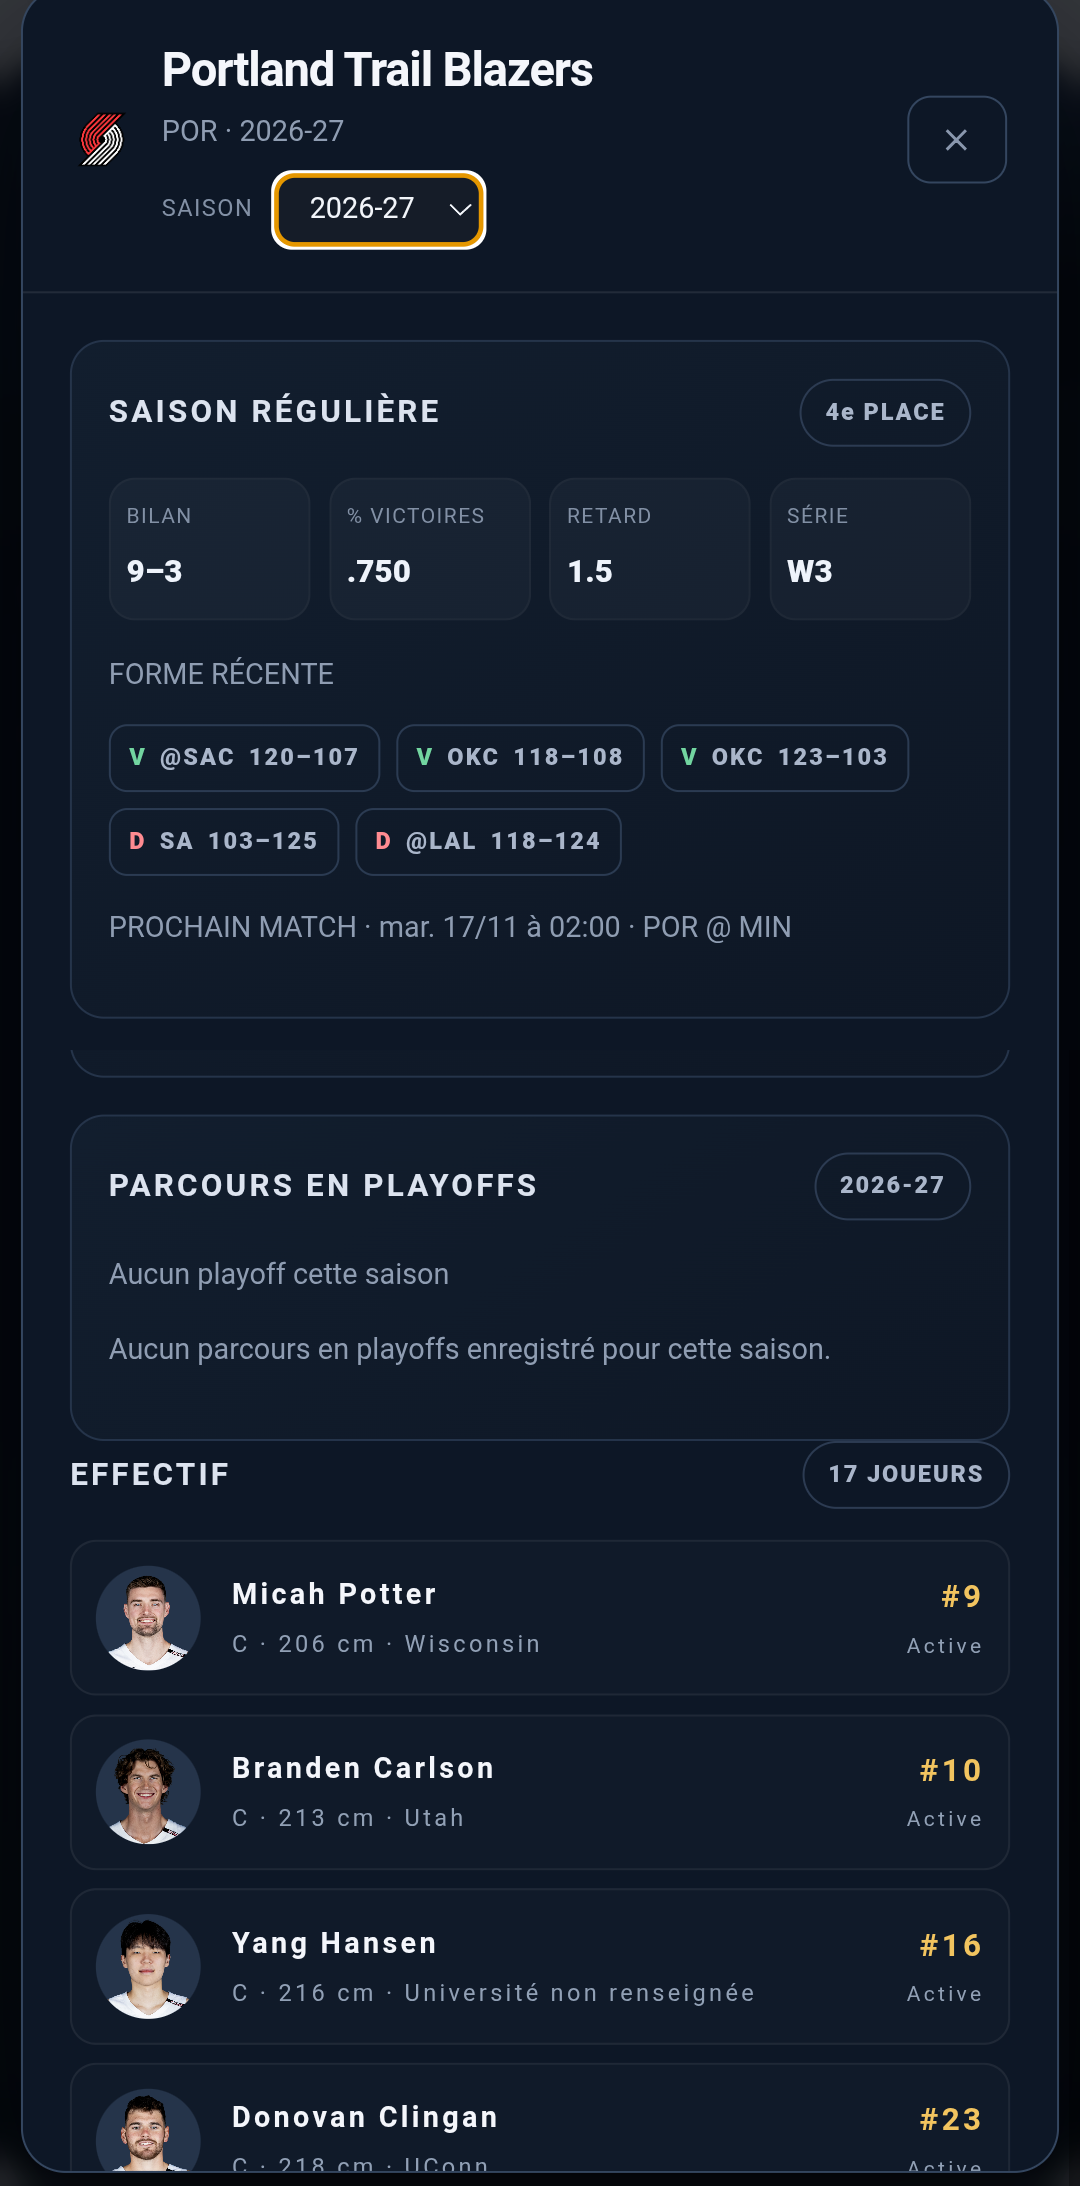 Portland Trail Blazers
POR · 2026-27
SAISON 2026-27
SAISON RÉGULIÈRE 4e PLACE
BILAN % VICTOIRES RETARD SÉRIE
9–3 .750 1.5 W3
FORME RÉCENTE
V @SAC 120–107 V OKC 118–108 V OKC 123–103
D SA 103–125 D @LAL 118–124
PROCHAIN MATCH · mar. 17/11 à 02:00 · POR @ MIN
PARCOURS EN PLAYOFFS 2026-27
Aucun playoff cette saison
Aucun parcours en playoffs enregistré pour cette saison.
EFFECTIF 17 JOUEURS
Micah Potter #9
C · 206 cm · Wisconsin Active
Branden Carlson #10
C · 213 cm · Utah Active
Yang Hansen #16
C · 216 cm · Université non renseignée Active
Donovan Clingan #23
C · 218 cm · UConn Active